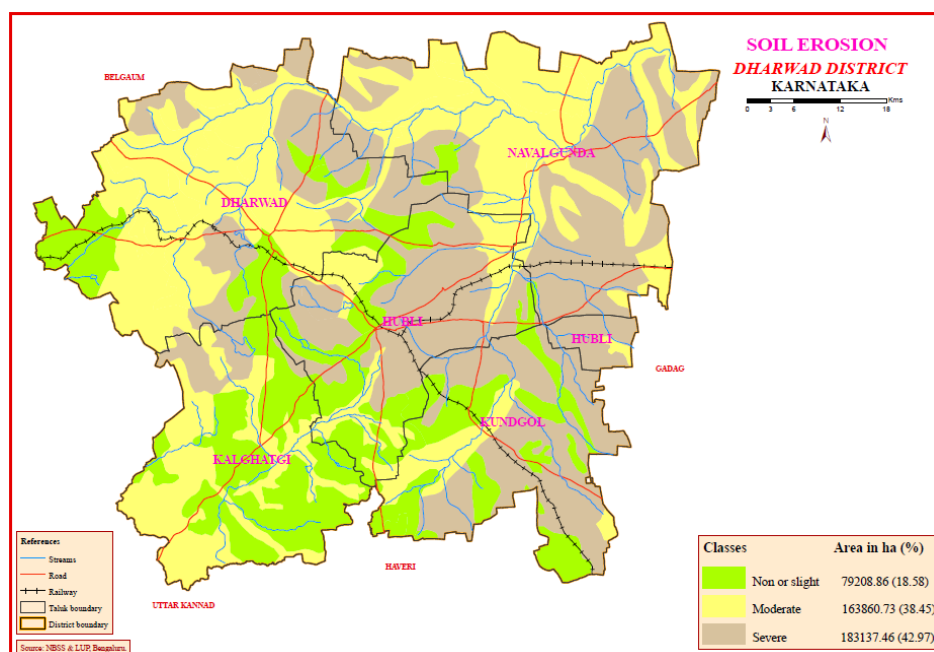 SOIL EROSION
DHARWAD DISTRICT
KARNATAKA
Kms
0 3 6 12 18
N
BELGAUM
NAVALGUNDA
DHARWAD
HUBLI
HUBLI
GADAG
KUNDGOL
KALGHATGI
HAVERI
UTTAR KANNAD
References
Streams
Road
Railway
Taluk boundary
District boundary
Source: NBSS & LUP, Bengaluru.
Classes Area in ha (%)
Non or slight 79208.86 (18.58)
Moderate 163860.73 (38.45)
Severe 183137.46 (42.97)